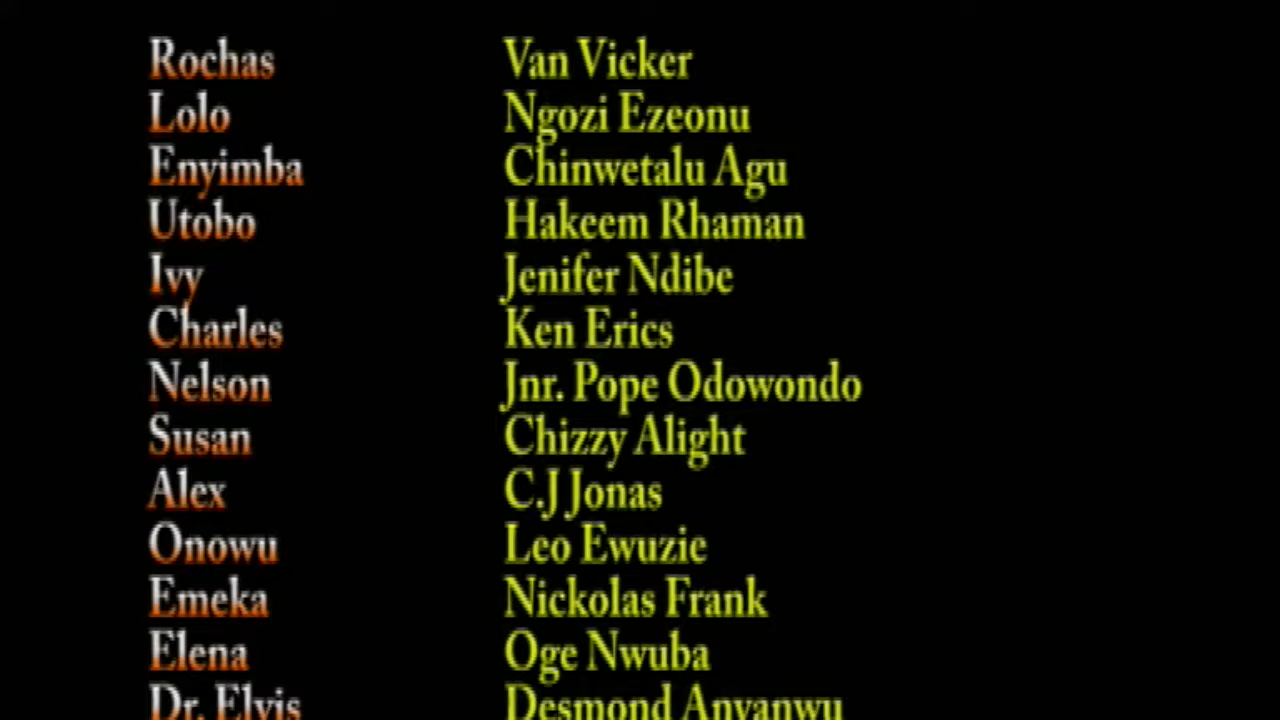 Rochas Van Vicker
Lolo Ngozi Ezeonu
Enyimba Chinwetalu Agu
Utobo Hakeem Rhaman
Ivy Jenifer Ndibe
Charles Ken Erics
Nelson Jnr. Pope Odowondo
Susan Chizzy Alight
Alex C.J Jonas
Onowu Leo Ewuzie
Emeka Nickolas Frank
Elena Oge Nwuba
Dr. Elvis Desmond Anyanwu